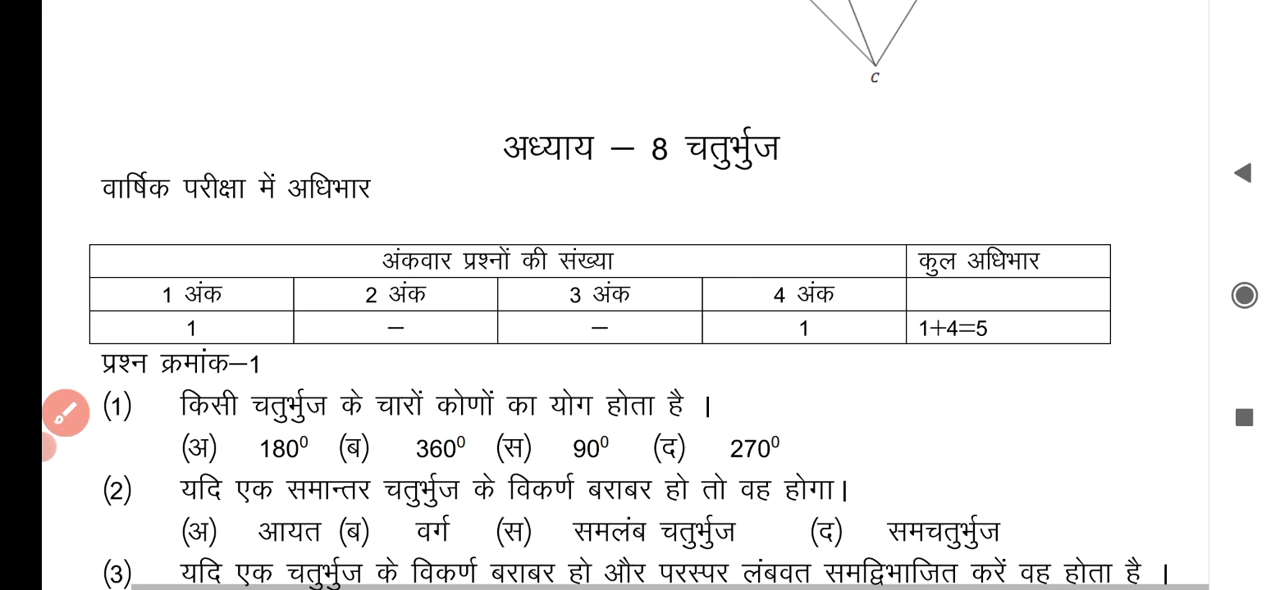 C
अध्याय – 8 चतुर्भुज
वार्षिक परीक्षा में अधिभार
अंकवार प्रश्नों की संख्या कुल अधिभार
1 अंक 2 अंक 3 अंक 4 अंक
1 – – 1 1+4=5
प्रश्न क्रमांक–1
(1) किसी चतुर्भुज के चारों कोणों का योग होता है ।
(अ) 180⁰ (ब) 360⁰ (स) 90⁰ (द) 270⁰
(2) यदि एक समान्तर चतुर्भुज के विकर्ण बराबर हो तो वह होगा।
(अ) आयत (ब) वर्ग (स) समलंब चतुर्भुज (द) समचतुर्भुज
(3) यदि एक चतुर्भुज के विकर्ण बराबर हो और परस्पर लंबवत समद्विभाजित करें वह होता है ।